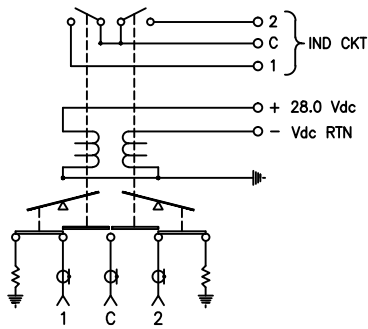 2
C
IND CKT
1
+ 28.0 Vdc
− Vdc RTN
1 C 2